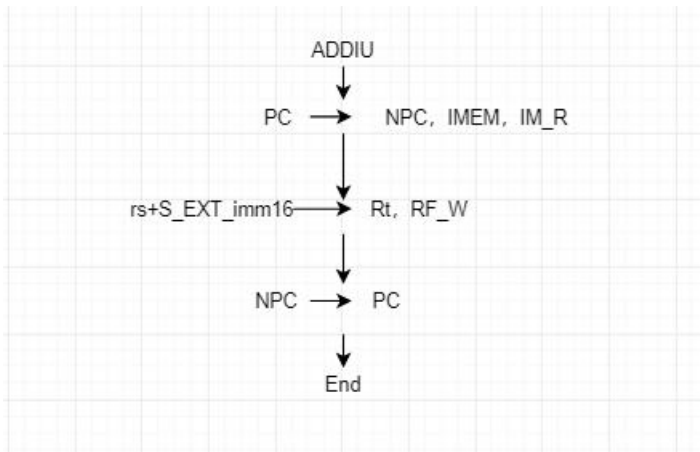 ADDIU
PC NPC, IMEM, IM_R
rs+S_EXT_imm16 Rt, RF_W
NPC PC
End